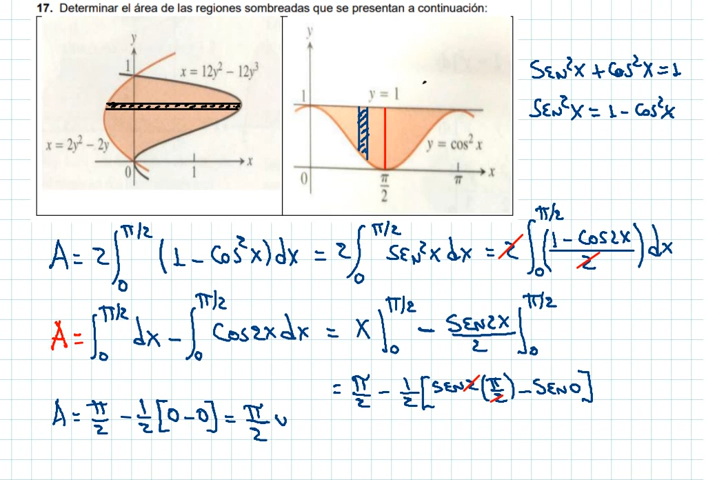 17. Determinar el área de las regiones sombreadas que se presentan a continuación:
y
1
x = 12y² – 12y³
x = 2y² – 2y
0
1
x
y
1
y = 1
y = cos² x
0
π/2
π
x
SEN²X + COS²X = 1
SEN²X = 1 - COS²X
A = 2∫₀^(π/2) (1 - COS²X)dx = 2∫₀^(π/2) SEN²X dx = 2∫₀^(π/2) ((1 - COS2X)/2) dx
A = ∫₀^(π/2) dx - ∫₀^(π/2) COS2X dx = X|₀^(π/2) - SEN2X/2 [₀^(π/2)
= π/2 - 1/2 [SEN2(π/2) - SEN0]
A = π/2 - 1/2 [0-0] = π/2 u